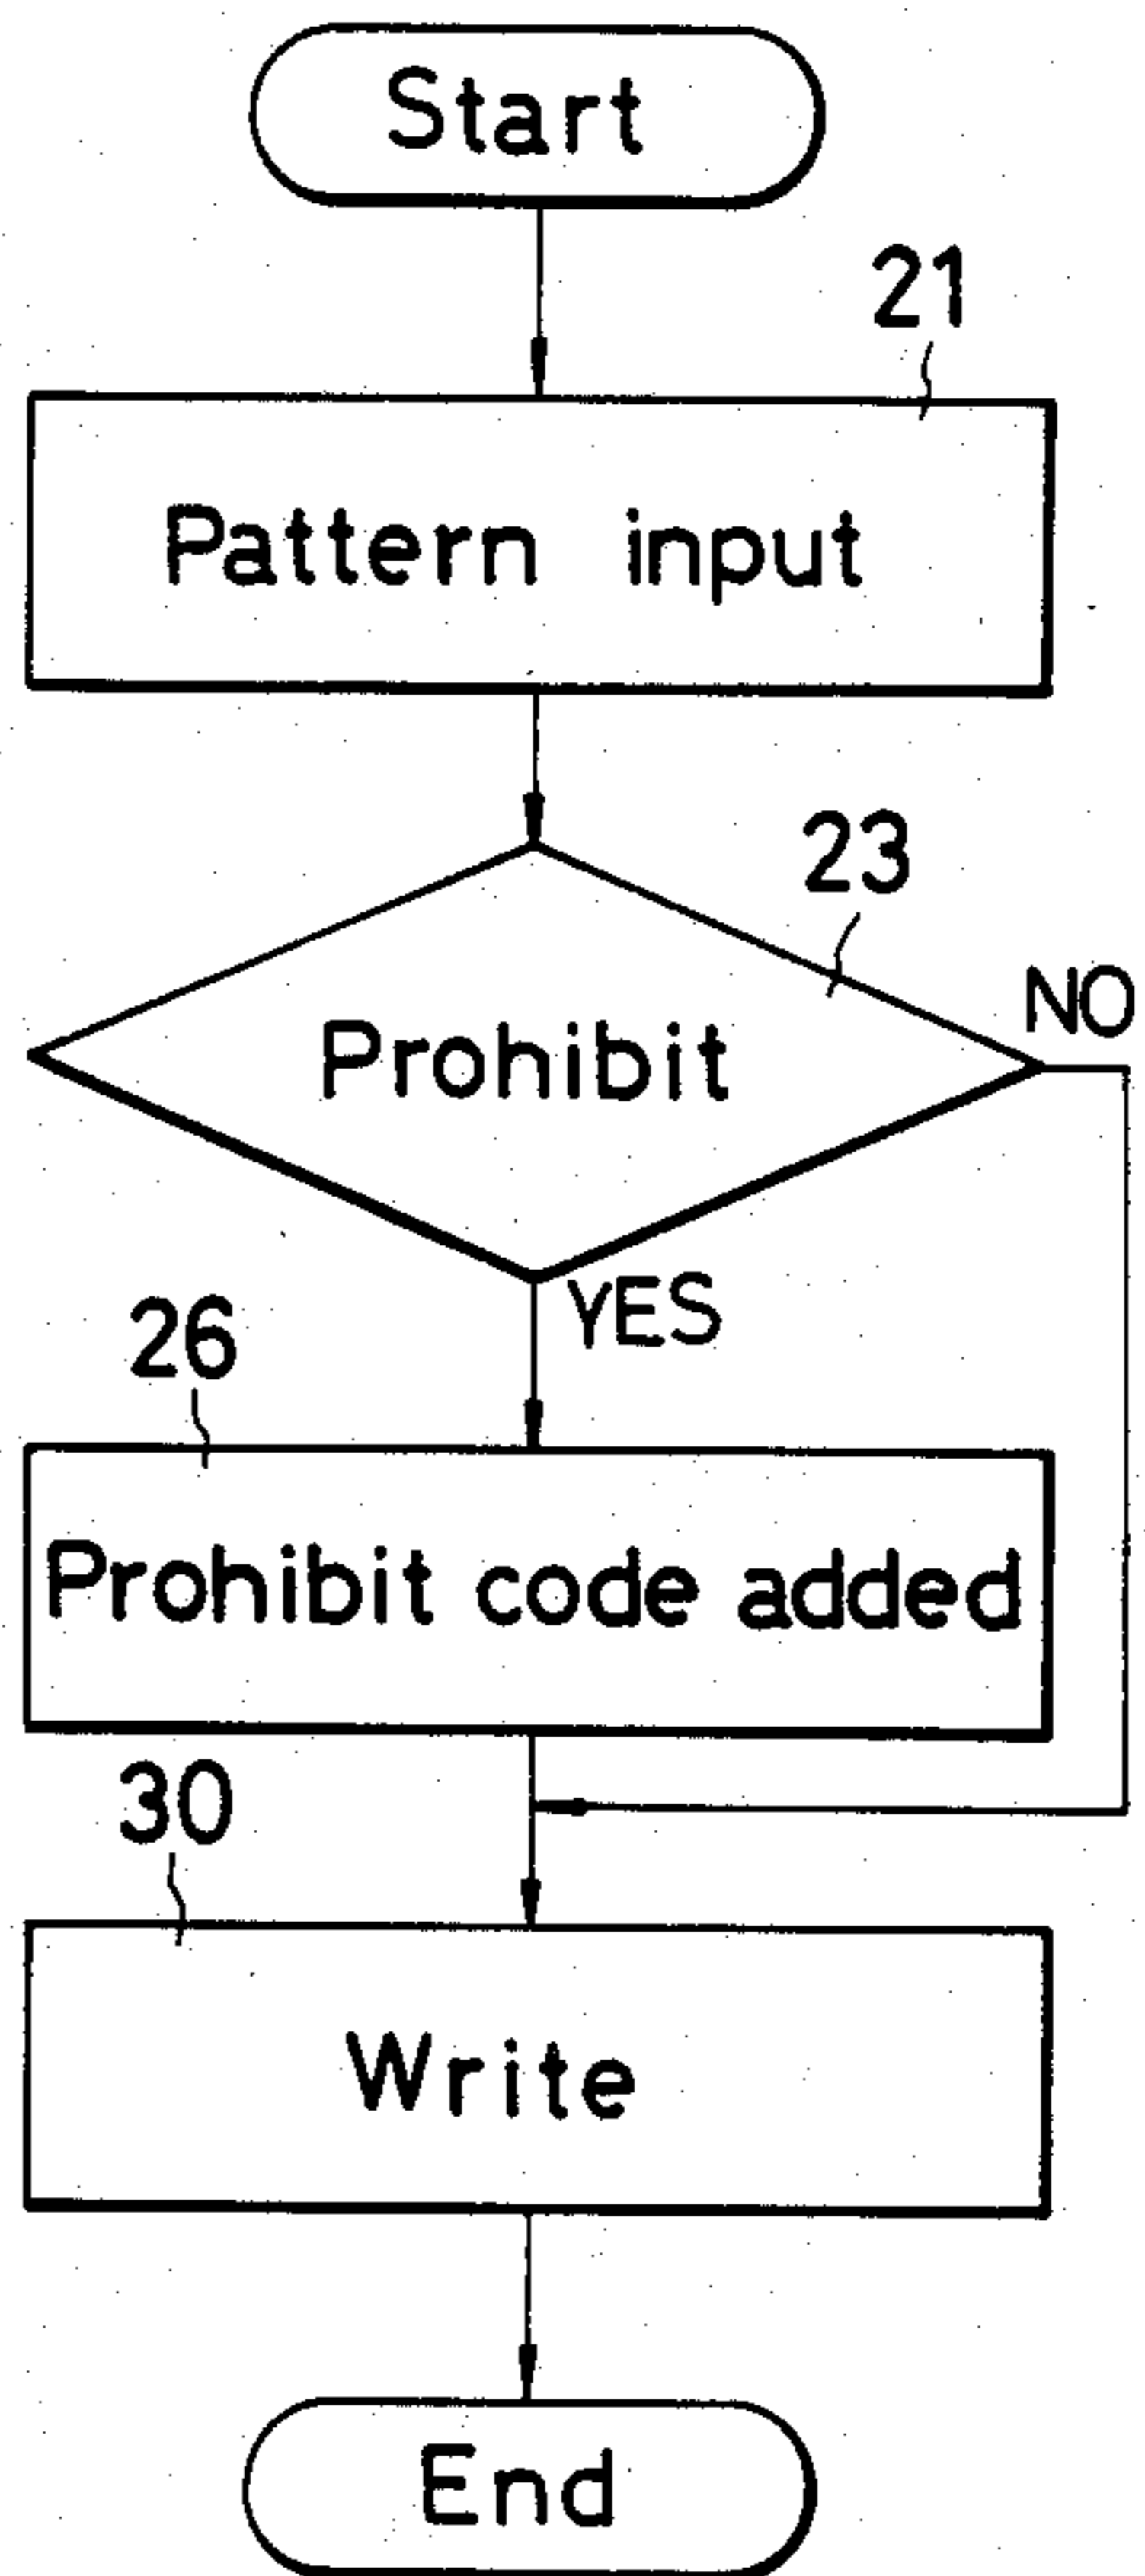 Start
21
Pattern input
23
Prohibit
NO
YES
26
Prohibit code added
30
Write
End